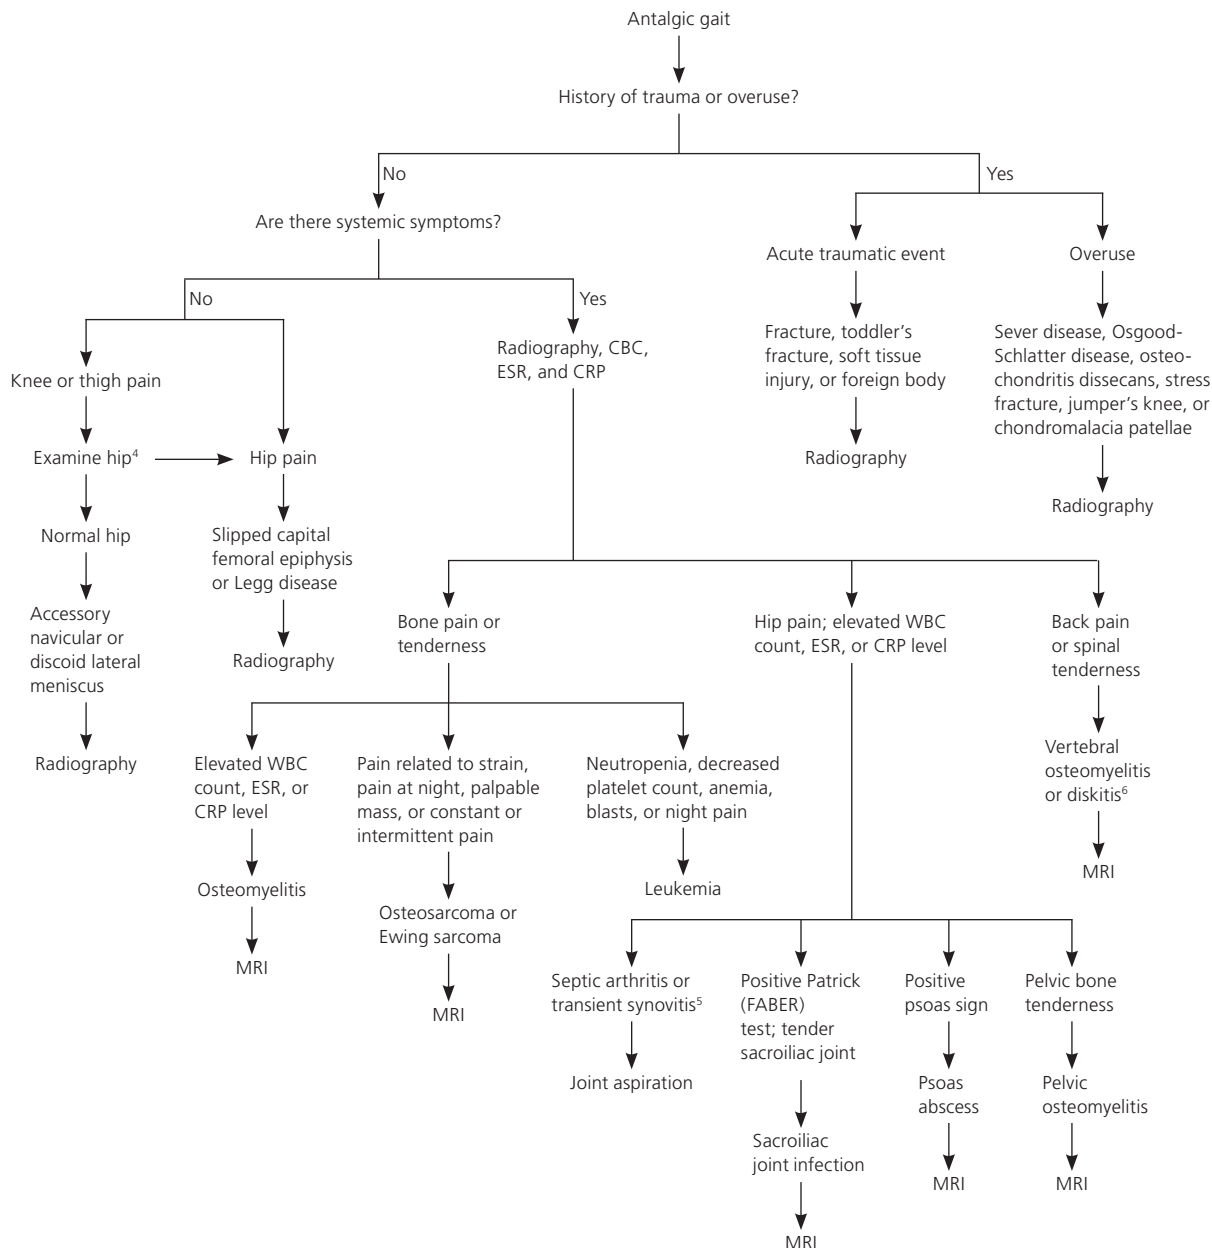 Antalgic gait
History of trauma or overuse?
No
Yes
Are there systemic symptoms?
Acute traumatic event
Overuse
No
Yes
Fracture, toddler's
fracture, soft tissue
injury, or foreign body
Sever disease, Osgood-
Schlatter disease, osteo-
chondritis dissecans, stress
fracture, jumper's knee, or
chondromalacia patellae
Radiography, CBC,
ESR, and CRP
Knee or thigh pain
Examine hip4
Hip pain
Radiography
Radiography
Normal hip
Slipped capital
femoral epiphysis
or Legg disease
Accessory
navicular or
discoid lateral
meniscus
Radiography
Bone pain or
tenderness
Hip pain; elevated WBC
count, ESR, or CRP level
Back pain
or spinal
tenderness
Radiography
Elevated WBC
count, ESR, or
CRP level
Pain related to strain,
pain at night, palpable
mass, or constant or
intermittent pain
Neutropenia, decreased
platelet count, anemia,
blasts, or night pain
Vertebral
osteomyelitis
or diskitis6
Osteomyelitis
Leukemia
MRI
Osteosarcoma or
Ewing sarcoma
MRI
MRI
Septic arthritis or
transient synovitis5
Positive Patrick
(FABER)
test; tender
sacroiliac joint
Positive
psoas sign
Pelvic bone
tenderness
Joint aspiration
Psoas
abscess
Pelvic
osteomyelitis
Sacroiliac
joint infection
MRI
MRI
MRI